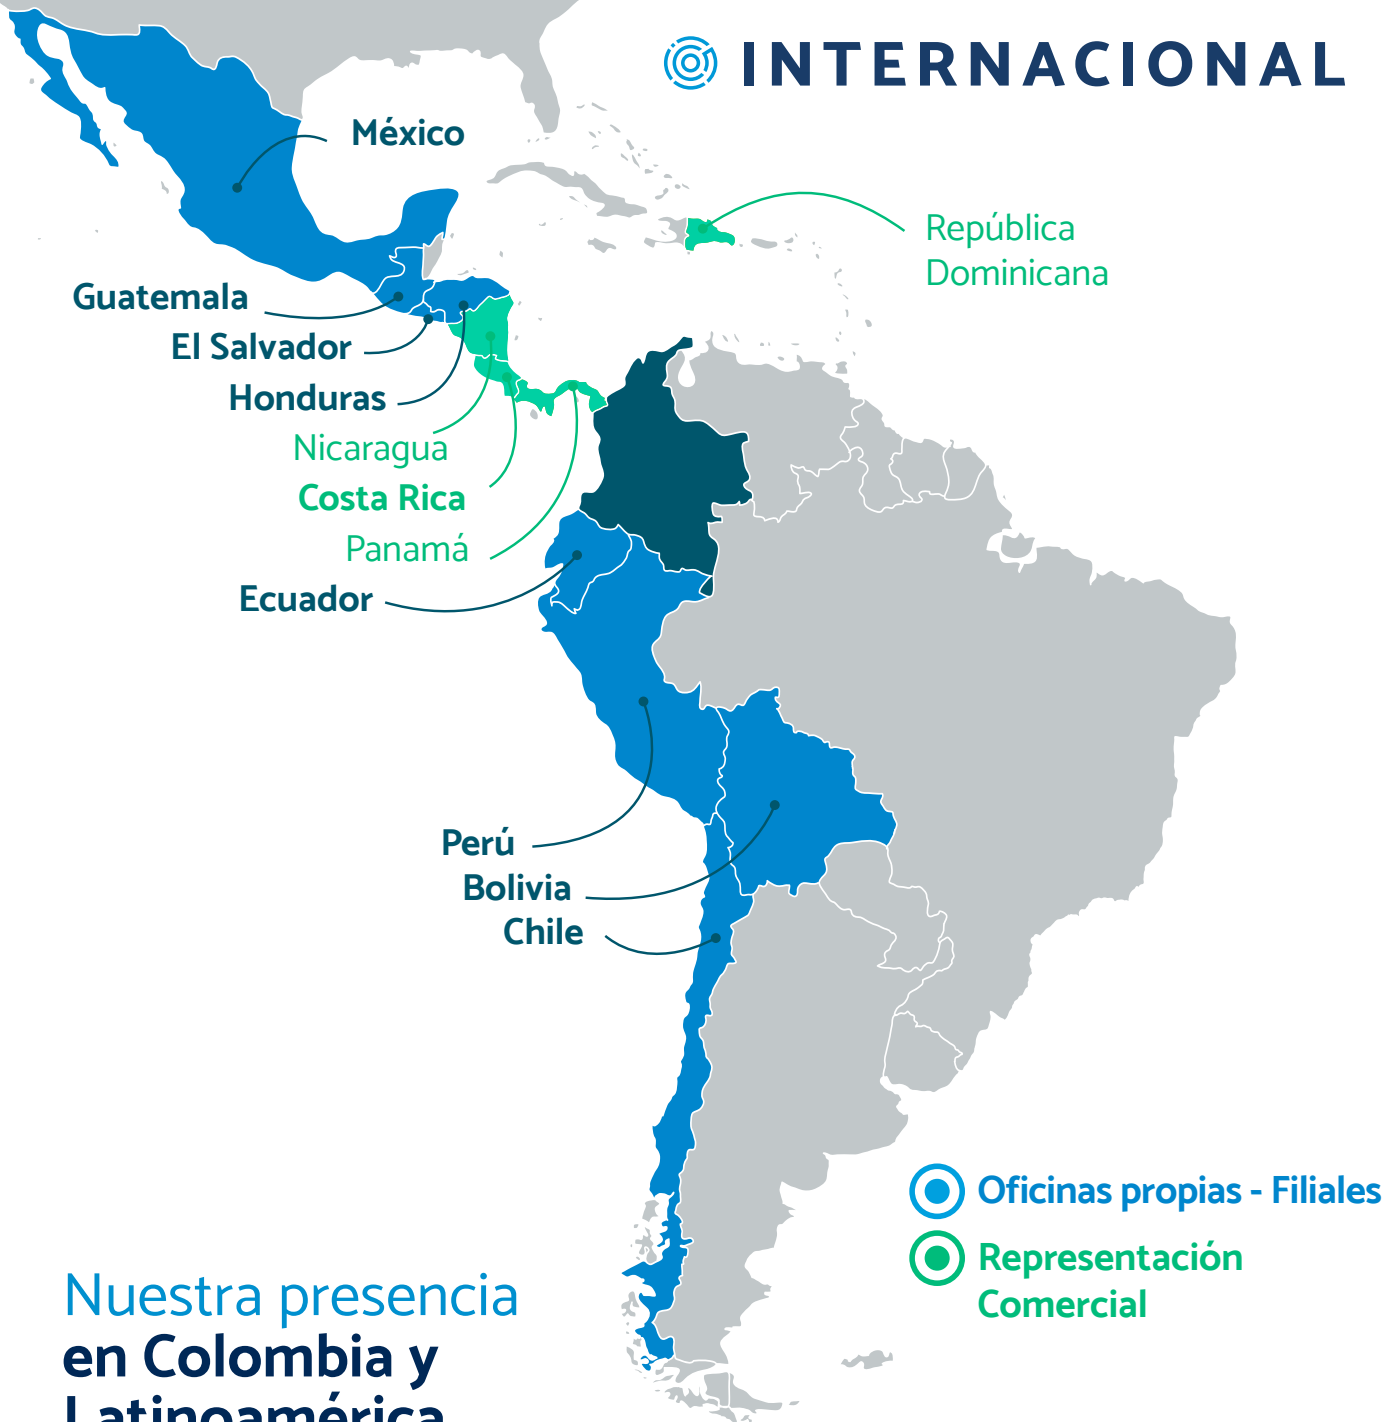 INTERNACIONAL
México
República
Dominicana
Guatemala
El Salvador
Honduras
Nicaragua
Costa Rica
Panamá
Ecuador
Perú
Bolivia
Chile
Oficinas propias - Filiales
Representación
Comercial
Nuestra presencia
en Colombia y
Latinoamérica